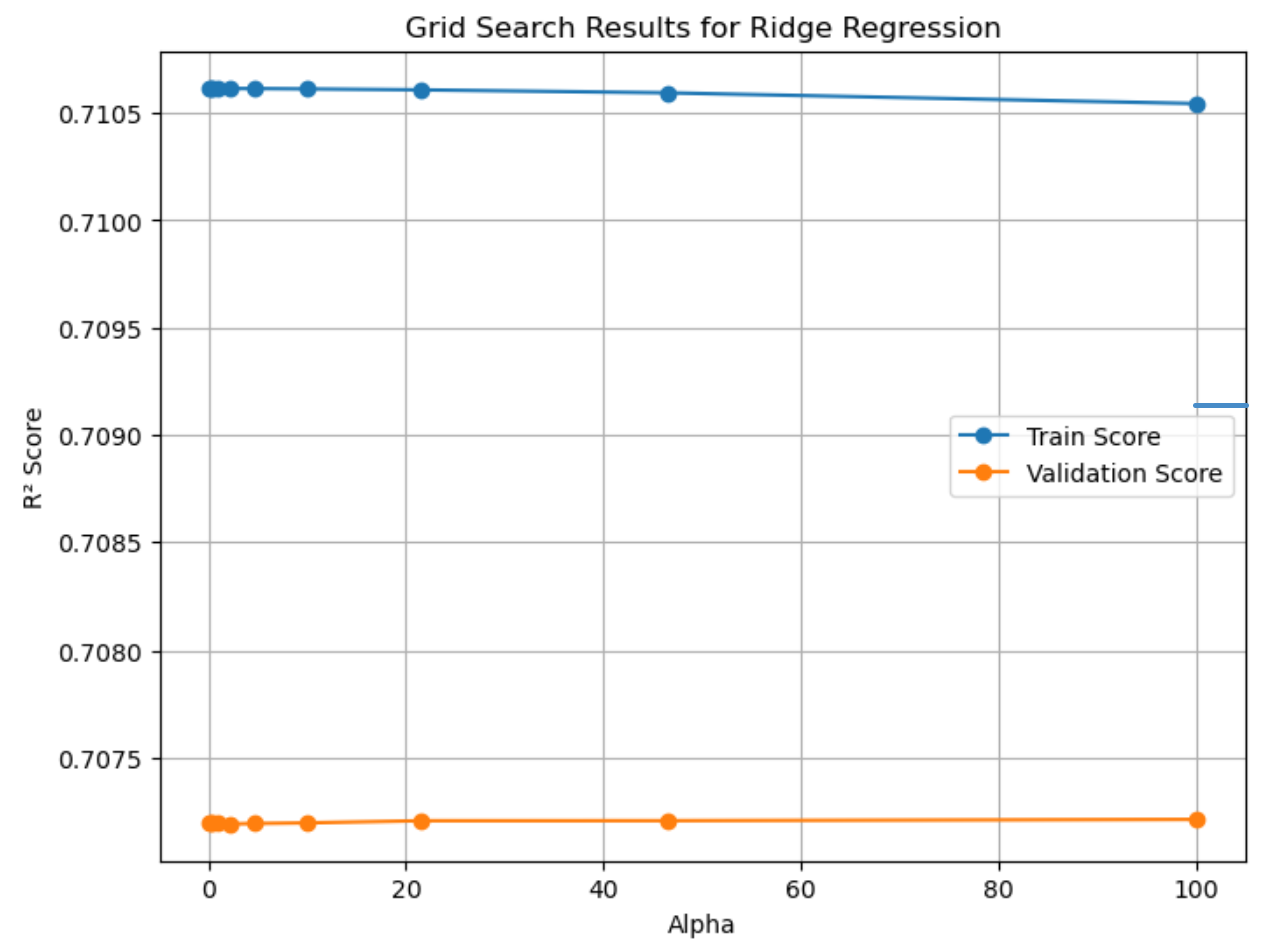 Grid Search Results for Ridge Regression
0.7105
0.7100
0.7095
0.7090
0.7085
0.7080
0.7075
R² Score
Train Score
Validation Score
0 20 40 60 80 100
Alpha